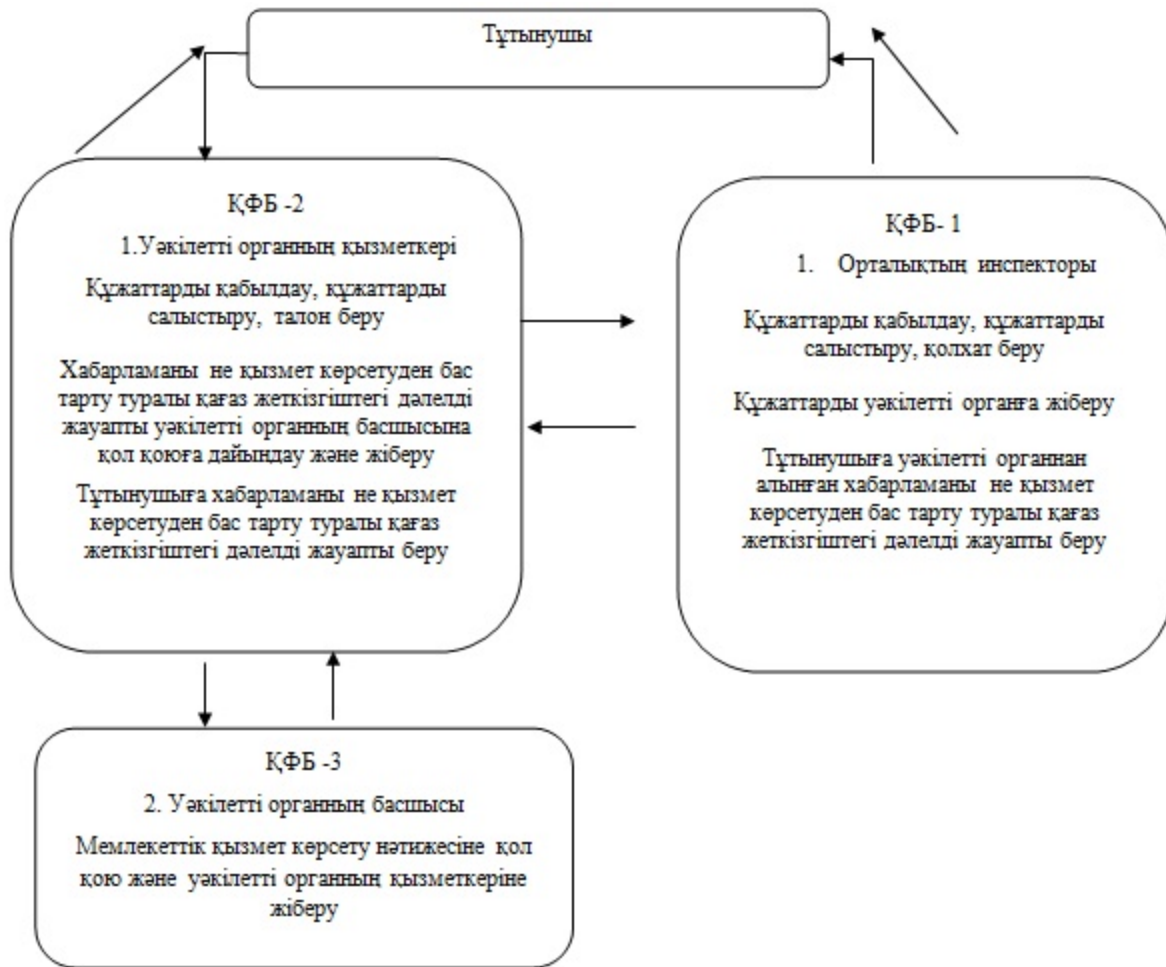 Тұтынушы
ҚФБ -2
1.Уәкілетті органның қызметкері
Құжаттарды қабылдау, құжаттарды
салыстыру, талон беру
Хабарламаны не қызмет көрсетуден бас
тарту туралы қағаз жеткізгіштегі дәлелді
жауапты уәкілетті органның басшысына
қол қоюға дайындау және жіберу
Тұтынушыға хабарламаны не қызмет
көрсетуден бас тарту туралы қағаз
жеткізгіштегі дәлелді жауапты беру
ҚФБ- 1
1. Орталықтың инспекторы
Құжаттарды қабылдау, құжаттарды
салыстыру, қолхат беру
Құжаттарды уәкілетті органға жіберу
Тұтынушыға уәкілетті органнан
алынған хабарламаны не қызмет
көрсетуден бас тарту туралы қағаз
жеткізгіштегі дәлелді жауапты беру
ҚФБ -3
2. Уәкілетті органның басшысы
Мемлекеттік қызмет көрсету нәтижесіне қол
қою және уәкілетті органның қызметкеріне
жіберу